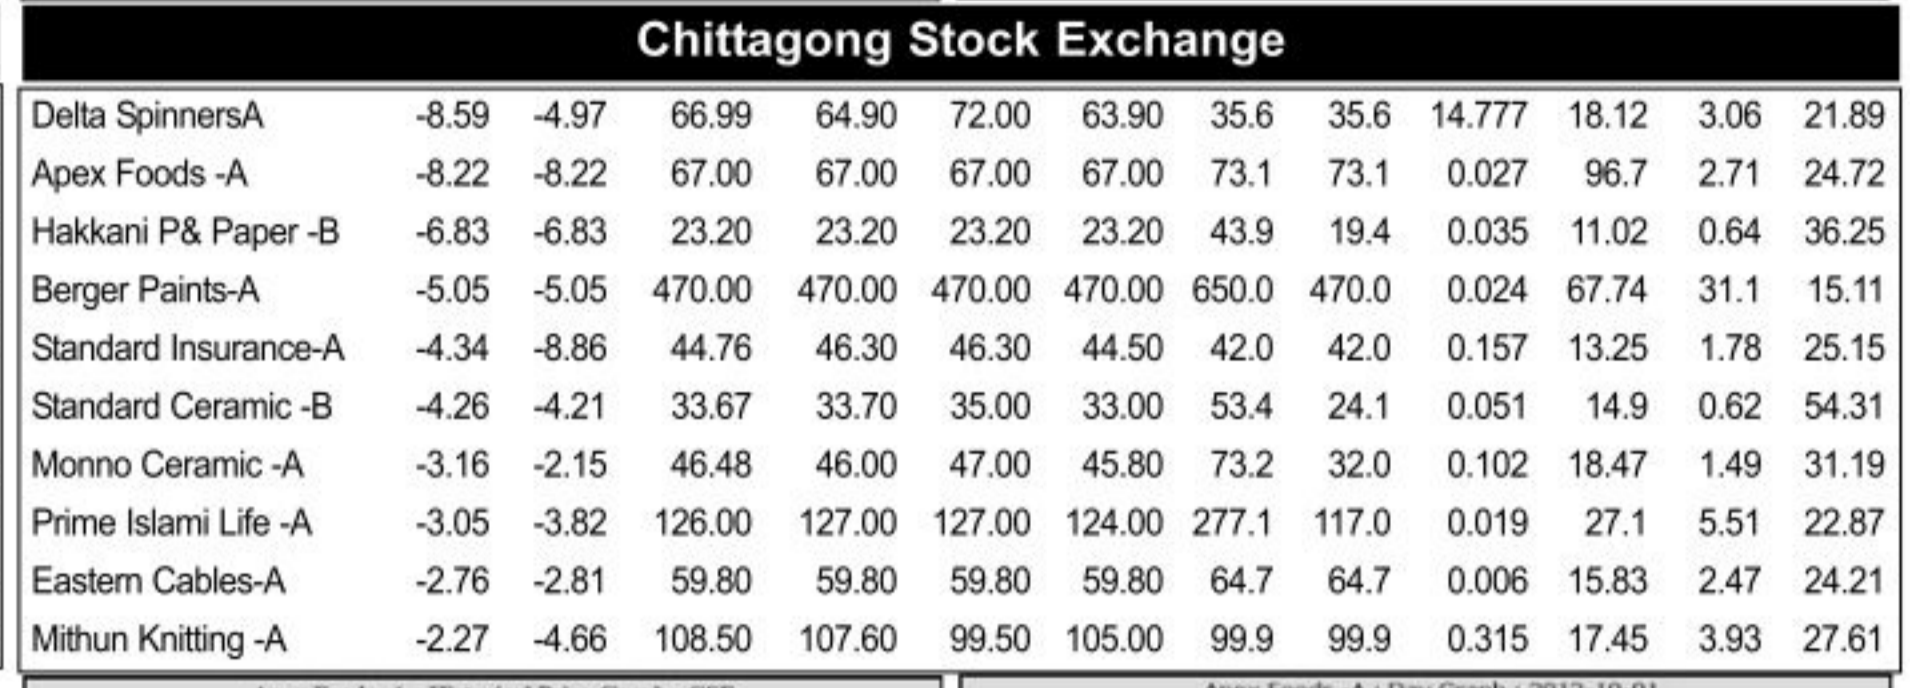 Chittagong Stock Exchange
Delta SpinnersA -8.59 -4.97 66.99 64.90 72.00 63.90 35.6 35.6 14.777 18.12 3.06 21.89
Apex Foods -A -8.22 -8.22 67.00 67.00 67.00 67.00 73.1 73.1 0.027 96.7 2.71 24.72
Hakkani P& Paper -B -6.83 -6.83 23.20 23.20 23.20 23.20 43.9 19.4 0.035 11.02 0.64 36.25
Berger Paints-A -5.05 -5.05 470.00 470.00 470.00 470.00 650.0 470.0 0.024 67.74 31.1 15.11
Standard Insurance-A -4.34 -8.86 44.76 46.30 46.30 44.50 42.0 42.0 0.157 13.25 1.78 25.15
Standard Ceramic -B -4.26 -4.21 33.67 33.70 35.00 33.00 53.4 24.1 0.051 14.9 0.62 54.31
Monno Ceramic -A -3.16 -2.15 46.48 46.00 47.00 45.80 73.2 32.0 0.102 18.47 1.49 31.19
Prime Islami Life -A -3.05 -3.82 126.00 127.00 127.00 124.00 277.1 117.0 0.019 27.1 5.51 22.87
Eastern Cables-A -2.76 -2.81 59.80 59.80 59.80 59.80 64.7 64.7 0.006 15.83 2.47 24.21
Mithun Knitting -A -2.27 -4.66 108.50 107.60 99.50 105.00 99.9 99.9 0.315 17.45 3.93 27.61